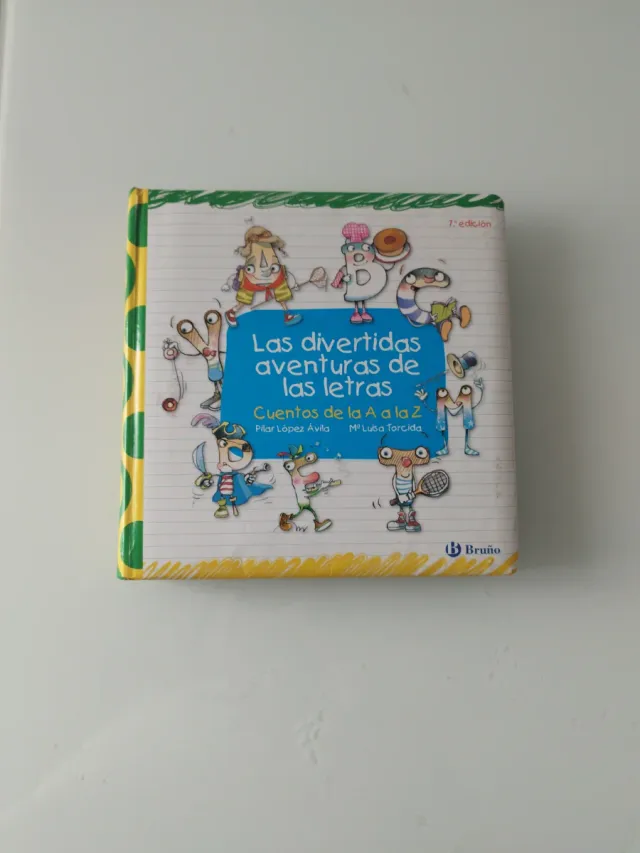 7.ª edición
A B C
Las divertidas
aventuras de
las letras
Cuentos de la A a la Z
Pilar López Ávila Mª Luisa Torcida
Y
M
P F T
B Bruño